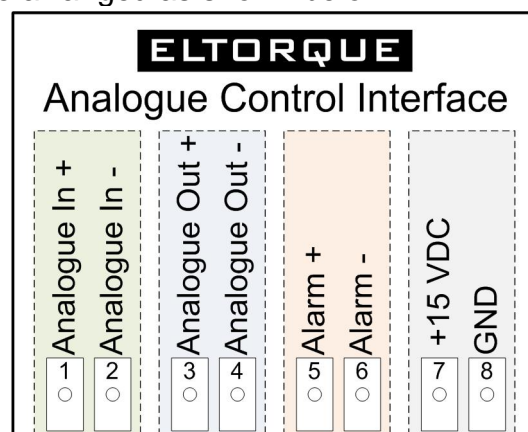 ELTORQUE
Analogue Control Interface
Analogue In +
Analogue In -
Analogue Out +
Analogue Out -
Alarm +
Alarm -
+15 VDC
GND
1
2
3
4
5
6
7
8